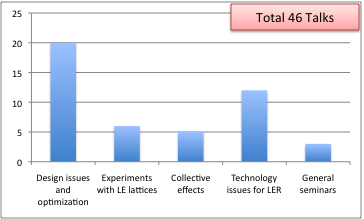 Total 46 Talks
25
20
15
10
5
0
Design issues
and
optimization
Experiments
with LE lattices
Collective
effects
Technology
issues for LER
General
seminars